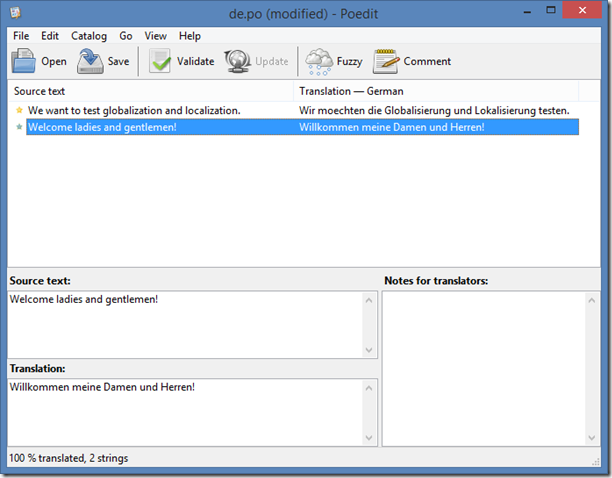 de.po (modified) - Poedit
File Edit Catalog Go View Help
Open Save Validate Update Fuzzy Comment
Source text Translation — German
We want to test globalization and localization. Wir moechten die Globalisierung und Lokalisierung testen.
Welcome ladies and gentlemen! Willkommen meine Damen und Herren!
Source text: Notes for translators:
Welcome ladies and gentlemen!
Translation:
Willkommen meine Damen und Herren!
100 % translated, 2 strings